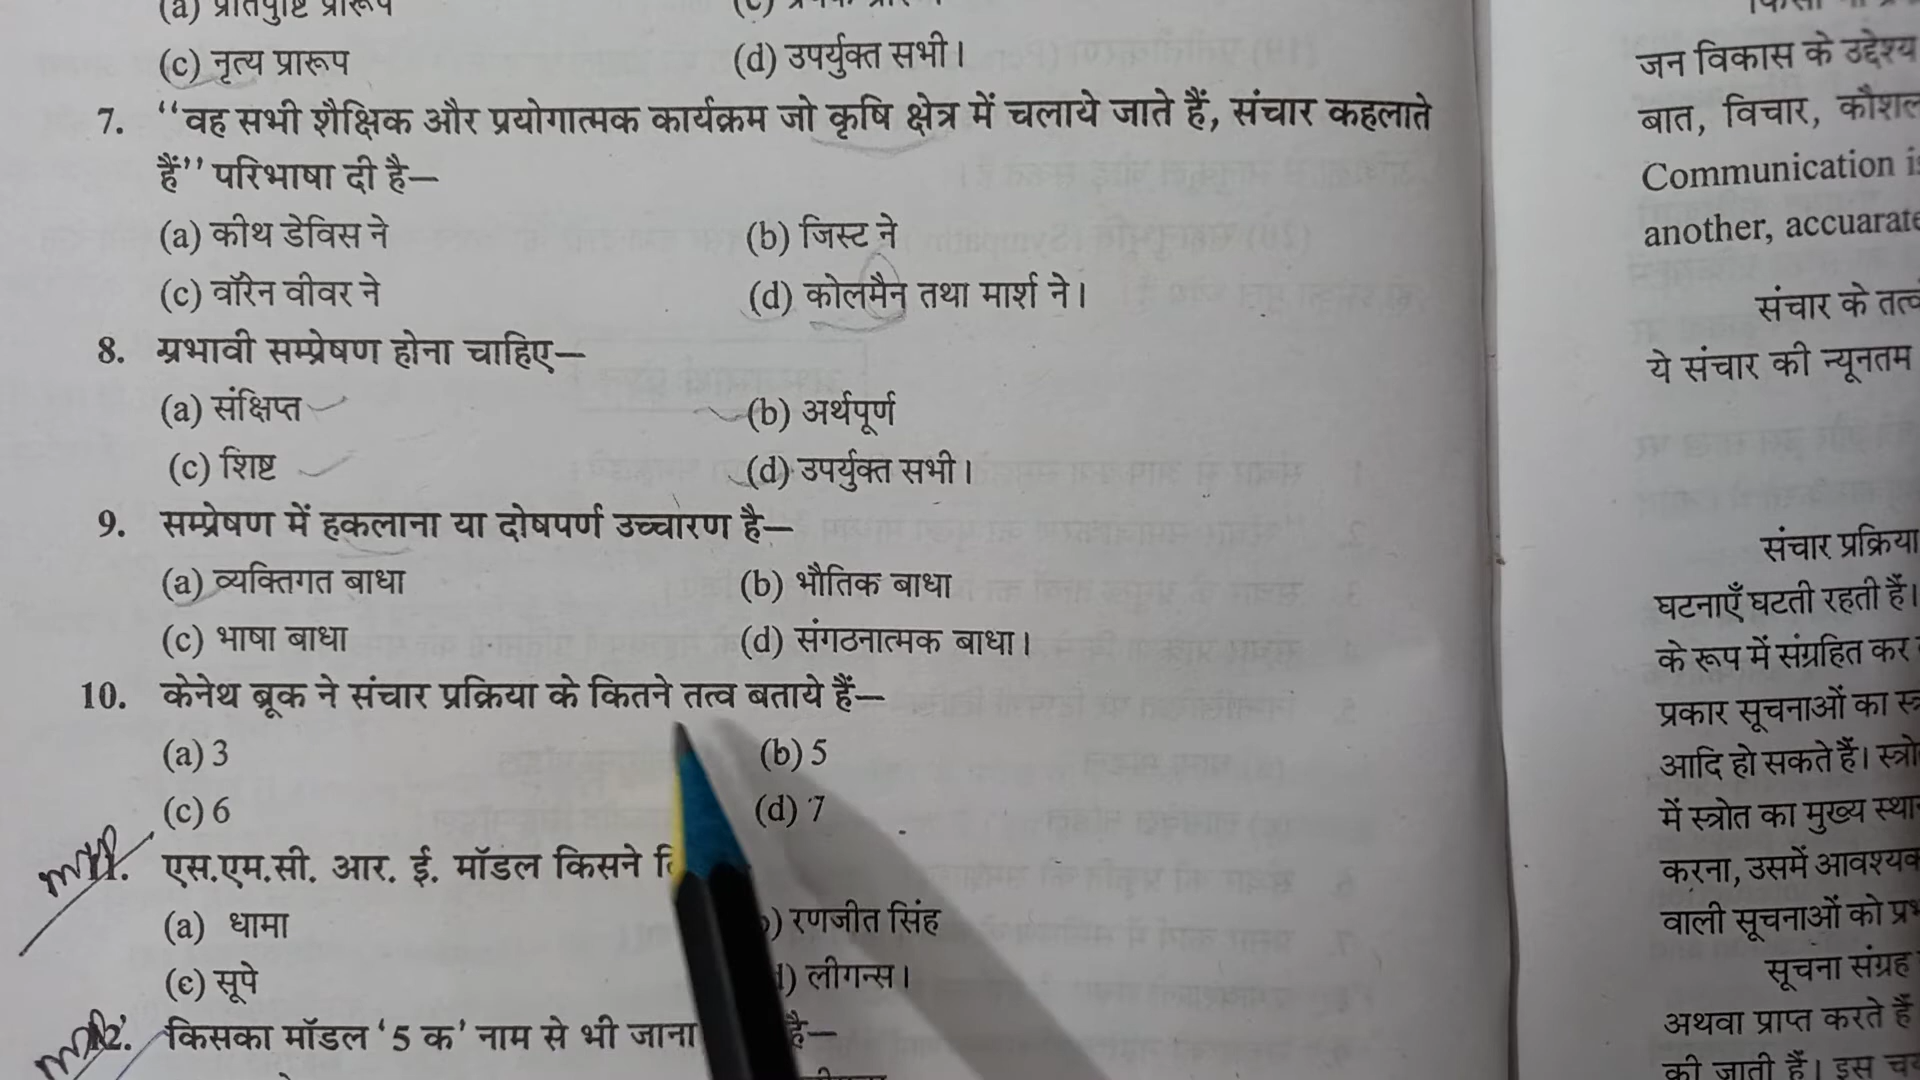 (c) नृत्य प्रारूप (d) उपर्युक्त सभी।
7. ‘‘वह सभी शैक्षिक और प्रयोगात्मक कार्यक्रम जो कृषि क्षेत्र में चलाये जाते हैं, संचार कहलाते
हैं’’ परिभाषा दी है—
(a) कीथ डेविस ने (b) जिस्ट ने
(c) वॉरेन वीवर ने (d) कोलमैन तथा मार्श ने।
8. प्रभावी सम्प्रेषण होना चाहिए—
(a) संक्षिप्त (b) अर्थपूर्ण
(c) शिष्ट (d) उपर्युक्त सभी।
9. सम्प्रेषण में हकलाना या दोषपर्ण उच्चारण है—
(a) व्यक्तिगत बाधा (b) भौतिक बाधा
(c) भाषा बाधा (d) संगठनात्मक बाधा।
10. केनेथ ब्रूक ने संचार प्रक्रिया के कितने तत्व बताये हैं—
(a) 3 (b) 5
(c) 6 (d) 7
11. एस.एम.सी. आर. ई. मॉडल किसने
(a) धामा रणजीत सिंह
(c) सूपे लीगन्स।
12. किसका मॉडल ‘5 क’ नाम से भी जाना है—
जन विकास के उद्देश्य
बात, विचार, कौशल
Communication
another,
संचार के
ये संचार की न्यूनतम
संचार प्रक्रिया
घटनाएँ घटती रहती हैं।
के रूप में संग्रहित कर
प्रकार सूचनाओं का
आदि हो सकते हैं।
में स्त्रोत का मुख्य
करना, उसमें
वाली सूचनाओं को
सूचना संग्रह
अथवा प्राप्त करते हैं
की जाती हैं। इस